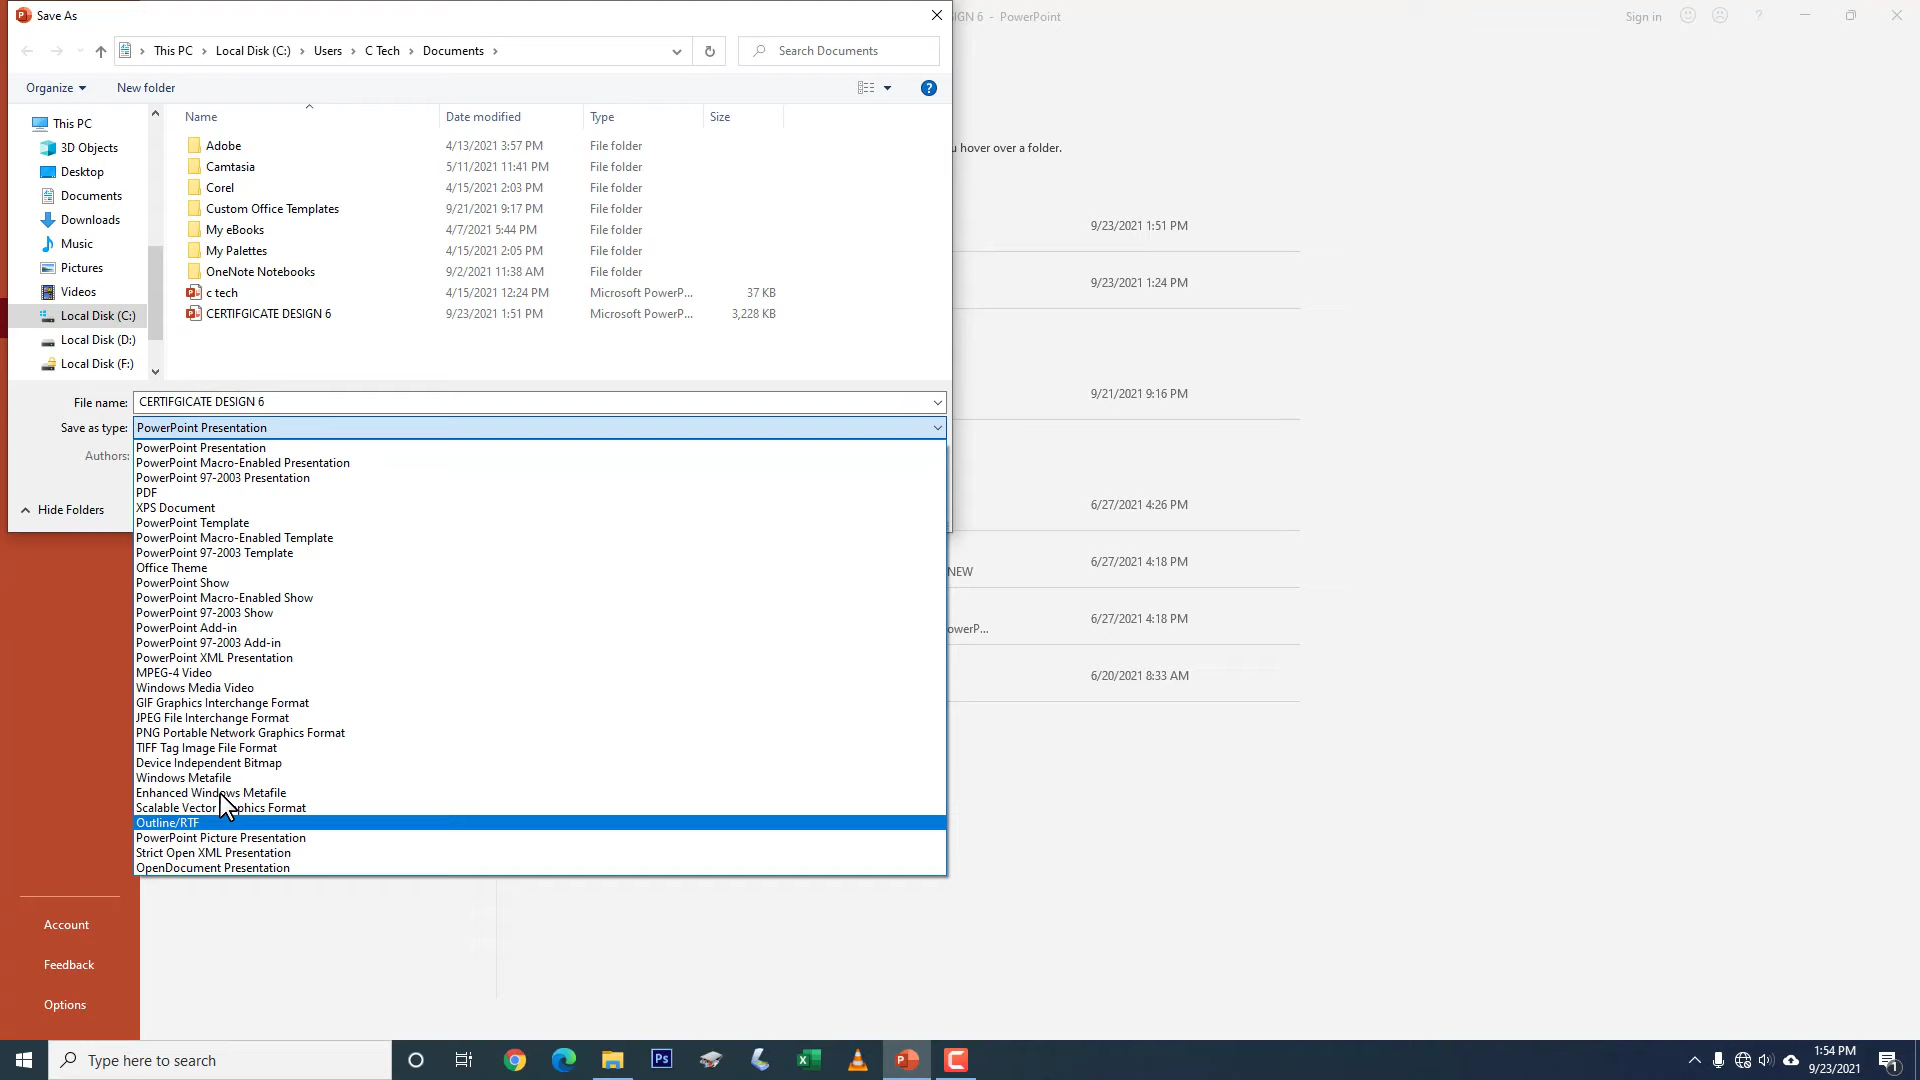 Save As
IGN 6 - PowerPoint
Sign in
?
This PC > Local Disk (C:) > Users > C Tech > Documents >
Search Documents
Organize
New folder
?
Name Date modified Type Size
This PC
3D Objects
Desktop
Documents
Downloads
Music
Pictures
Videos
Local Disk (C:)
Local Disk (D:)
Local Disk (F:)
Adobe 4/13/2021 3:57 PM File folder
Camtasia 5/11/2021 11:41 PM File folder
Corel 4/15/2021 2:03 PM File folder
Custom Office Templates 9/21/2021 9:17 PM File folder
My eBooks 4/7/2021 5:44 PM File folder
My Palettes 4/15/2021 2:05 PM File folder
OneNote Notebooks 9/2/2021 11:38 AM File folder
c tech 4/15/2021 12:24 PM Microsoft PowerP... 37 KB
CERTIFGICATE DESIGN 6 9/23/2021 1:51 PM Microsoft PowerP... 3,228 KB
u hover over a folder.
9/23/2021 1:51 PM
9/23/2021 1:24 PM
9/21/2021 9:16 PM
6/27/2021 4:26 PM
NEW
6/27/2021 4:18 PM
owerP...
6/27/2021 4:18 PM
6/20/2021 8:33 AM
File name: CERTIFGICATE DESIGN 6
Save as type: PowerPoint Presentation
Authors:
Hide Folders
PowerPoint Presentation
PowerPoint Macro-Enabled Presentation
PowerPoint 97-2003 Presentation
PDF
XPS Document
PowerPoint Template
PowerPoint Macro-Enabled Template
PowerPoint 97-2003 Template
Office Theme
PowerPoint Show
PowerPoint Macro-Enabled Show
PowerPoint 97-2003 Show
PowerPoint Add-in
PowerPoint 97-2003 Add-in
PowerPoint XML Presentation
MPEG-4 Video
Windows Media Video
GIF Graphics Interchange Format
JPEG File Interchange Format
PNG Portable Network Graphics Format
TIFF Tag Image File Format
Device Independent Bitmap
Windows Metafile
Enhanced Windows Metafile
Scalable Vector Graphics Format
Outline/RTF
PowerPoint Picture Presentation
Strict Open XML Presentation
OpenDocument Presentation
Account
Feedback
Options
Type here to search
Ps
1:54 PM
9/23/2021
1